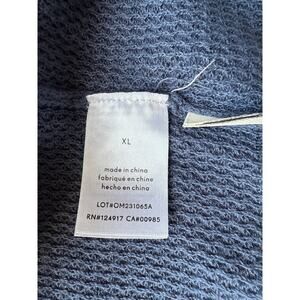 XL
made in china
fabriqué en chine
hecho en china
LOT#OM231065A
RN#124917 CA#00985